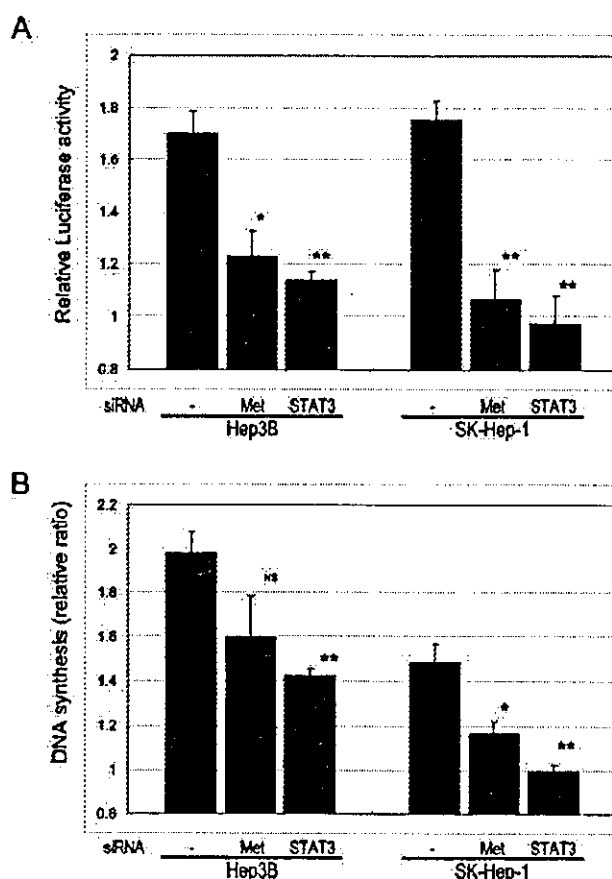 A
Relative Luciferase activity
2
1.8
1.6
1.4
1.2
1
0.8
*
**
**
**
siRNA - Met STAT3 - Met STAT3
Hep3B SK-Hep-1
B
DNA synthesis (relative ratio)
2.2
2
1.8
1.6
1.4
1.2
1
0.8
NS
**
*
**
siRNA - Met STAT3 - Met STAT3
Hep3B SK-Hep-1